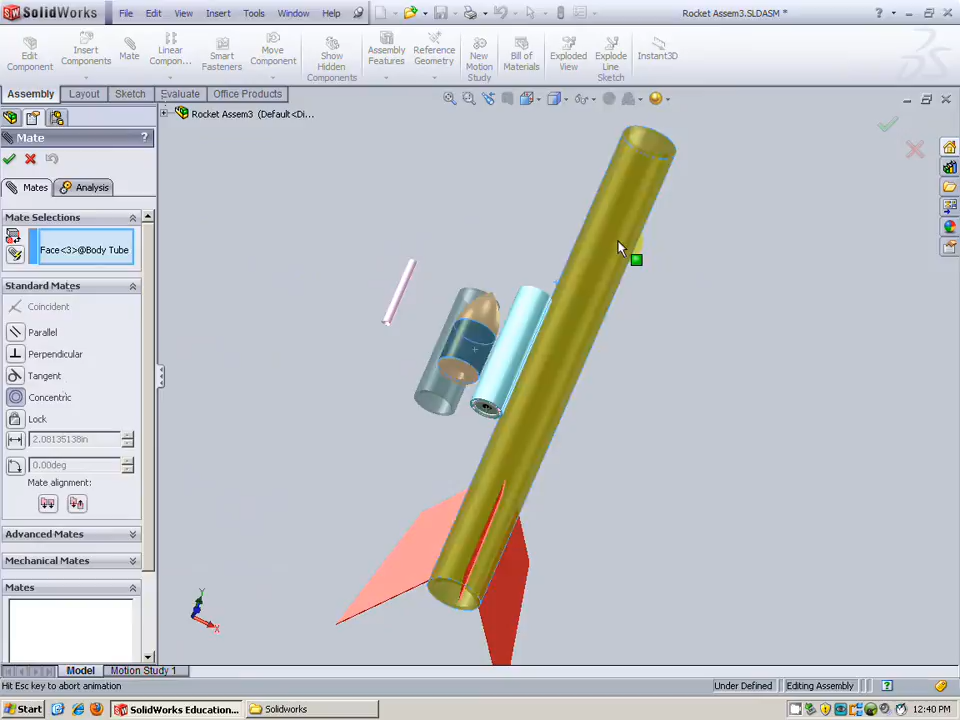 SolidWorks File Edit View Insert Tools Window Help Rocket Assem3.SLDASM * ?
Edit Component
Insert Components
Mate
Linear Compon...
Smart Fasteners
Move Component
Show Hidden Components
Assembly Features
Reference Geometry
New Motion Study
Bill of Materials
Exploded View
Explode Line Sketch
Instant3D
Assembly Layout Sketch Evaluate Office Products
Rocket Assem3 (Default<Di...
Mate ?
Mates Analysis
Mate Selections
Face<3>@Body Tube
Standard Mates
Coincident
Parallel
Perpendicular
Tangent
Concentric
Lock
2.08135138in
0.00deg
Mate alignment:
Advanced Mates
Mechanical Mates
Mates
Y
X
Model Motion Study 1
Hit Esc key to abort animation Under Defined Editing Assembly ?
Start SolidWorks Education... Solidworks 12:40 PM